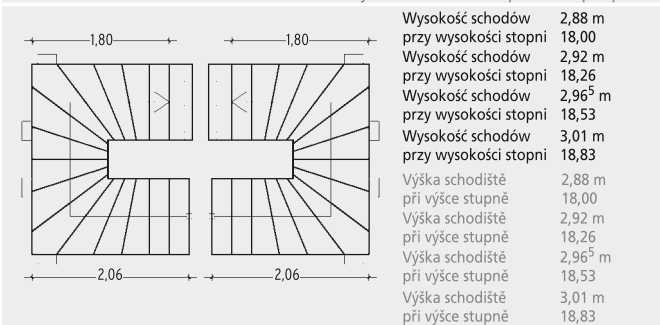 1,80
1,80
2,06
2,06
Wysokość schodów 2,88 m
przy wysokości stopni 18,00
Wysokość schodów 2,92 m
przy wysokości stopni 18,26
Wysokość schodów 2,96⁵ m
przy wysokości stopni 18,53
Wysokość schodów 3,01 m
przy wysokości stopni 18,83
Výška schodiště 2,88 m
při výšce stupně 18,00
Výška schodiště 2,92 m
při výšce stupně 18,26
Výška schodiště 2,96⁵ m
při výšce stupně 18,53
Výška schodiště 3,01 m
při výšce stupně 18,83